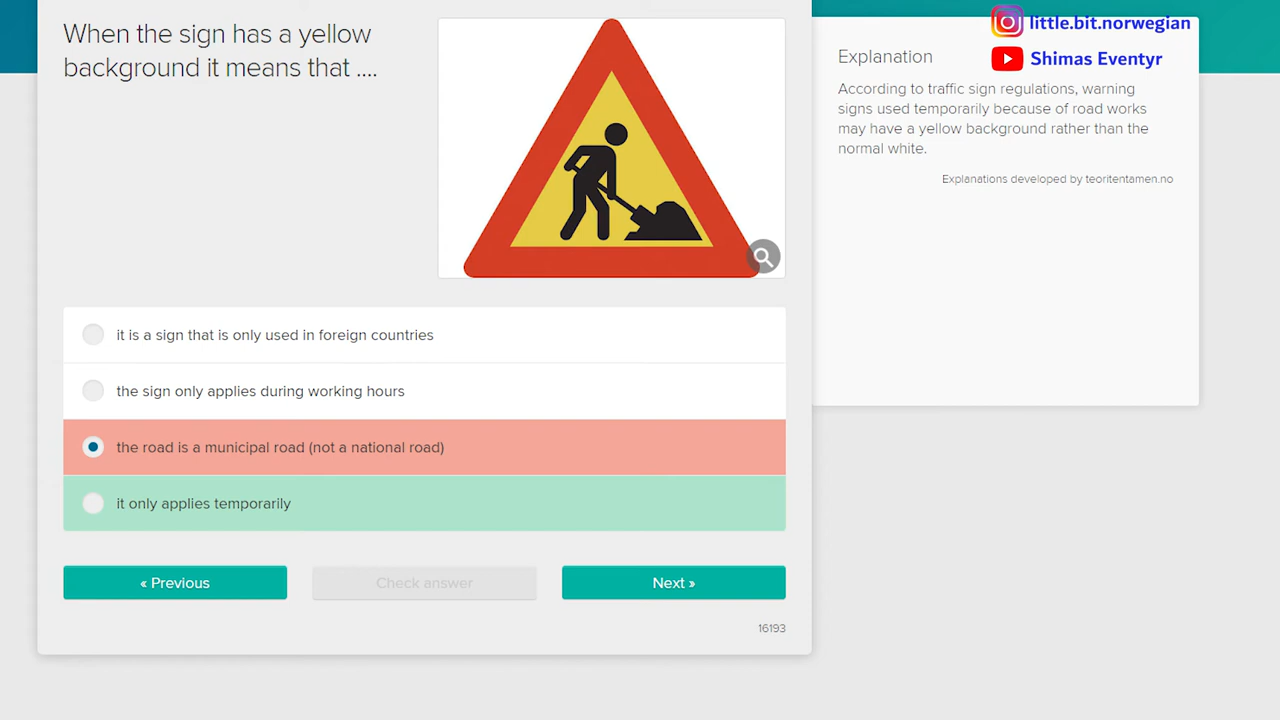 When the sign has a yellow
background it means that ....
little.bit.norwegian
Shimas Eventyr
Explanation
According to traffic sign regulations, warning
signs used temporarily because of road works
may have a yellow background rather than the
normal white.
Explanations developed by teoritentamen.no
it is a sign that is only used in foreign countries
the sign only applies during working hours
the road is a municipal road (not a national road)
it only applies temporarily
« Previous
Check answer
Next »
16193